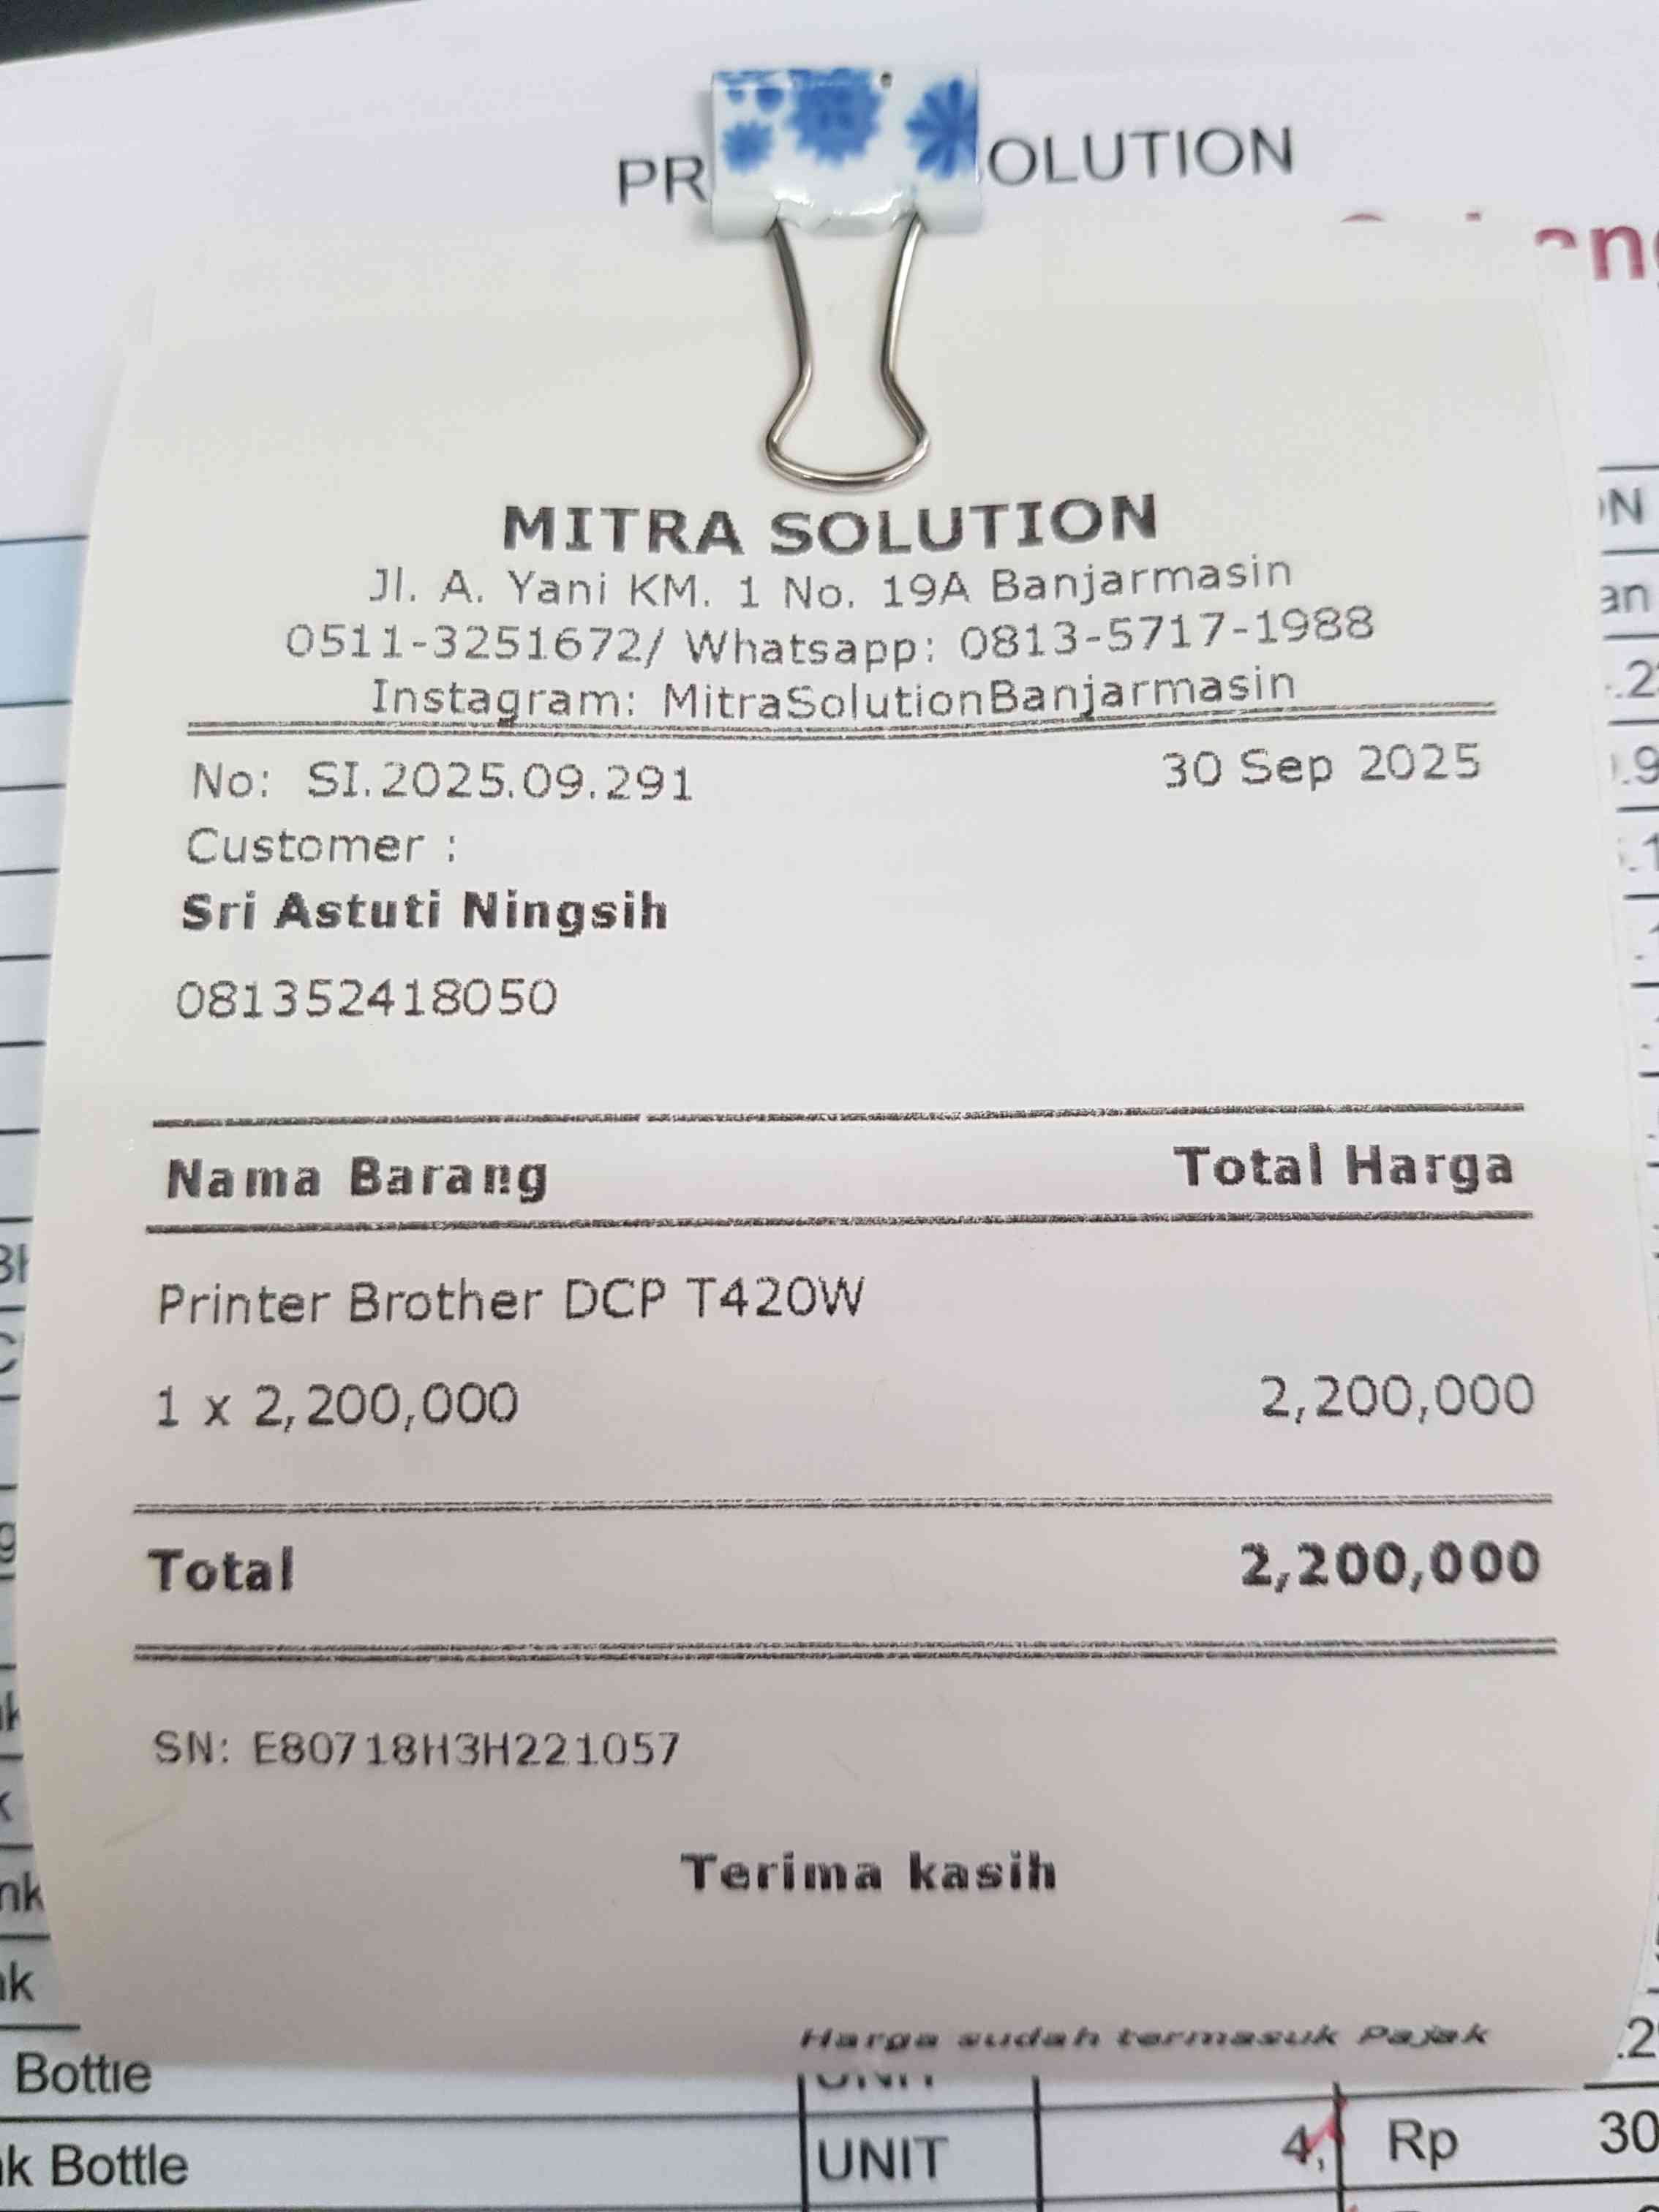 OLUTION
MITRA SOLUTION
Jl. A. Yani KM. 1 No. 19A Banjarmasin
0511-3251672/ Whatsapp: 0813-5717-1988
Instagram: MitraSolutionBanjarmasin
No: SI.2025.09.291 30 Sep 2025
Customer :
Sri Astuti Ningsih
081352418050
Nama Barang Total Harga
Printer Brother DCP T420W
1 x 2,200,000 2,200,000
Total 2,200,000
SN: E80718H3H221057
Terima kasih
Harga sudah termasuk Pajak
Bottle
k Bottle UNIT 4, Rp 30